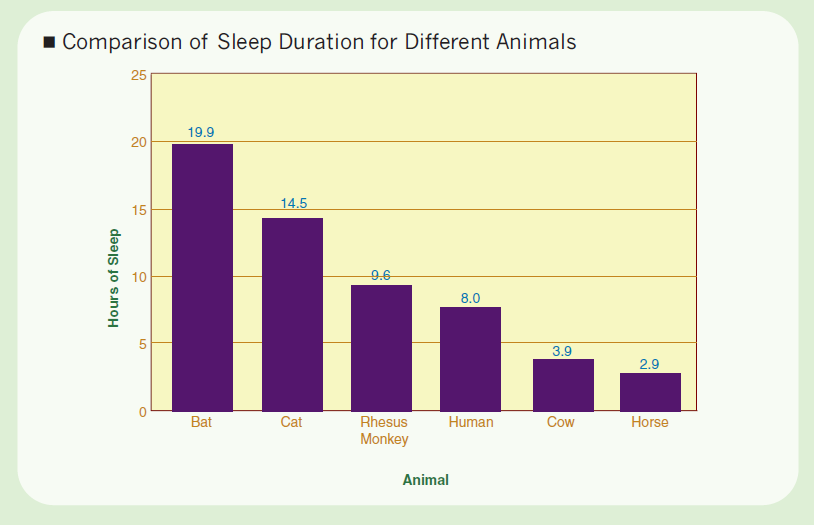 ■ Comparison of Sleep Duration for Different Animals
25
20
15
10
5
0
Hours of Sleep
19.9
14.5
9.6
8.0
3.9
2.9
Bat
Cat
Rhesus
Monkey
Human
Cow
Horse
Animal